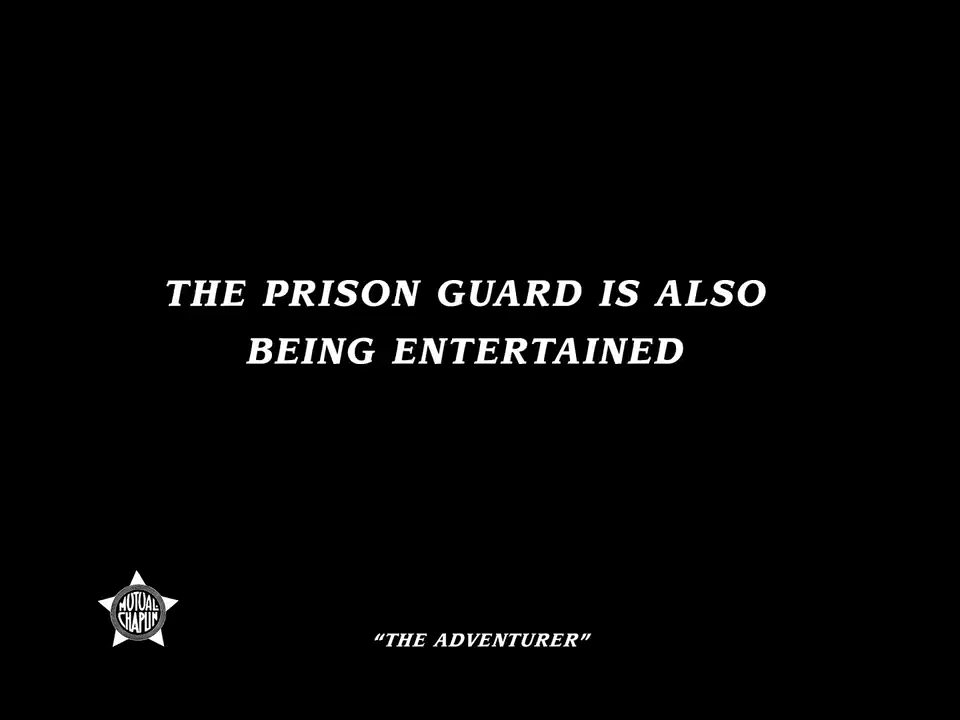 THE PRISON GUARD IS ALSO
BEING ENTERTAINED
MUTUAL-
CHAPLIN
"THE ADVENTURER"